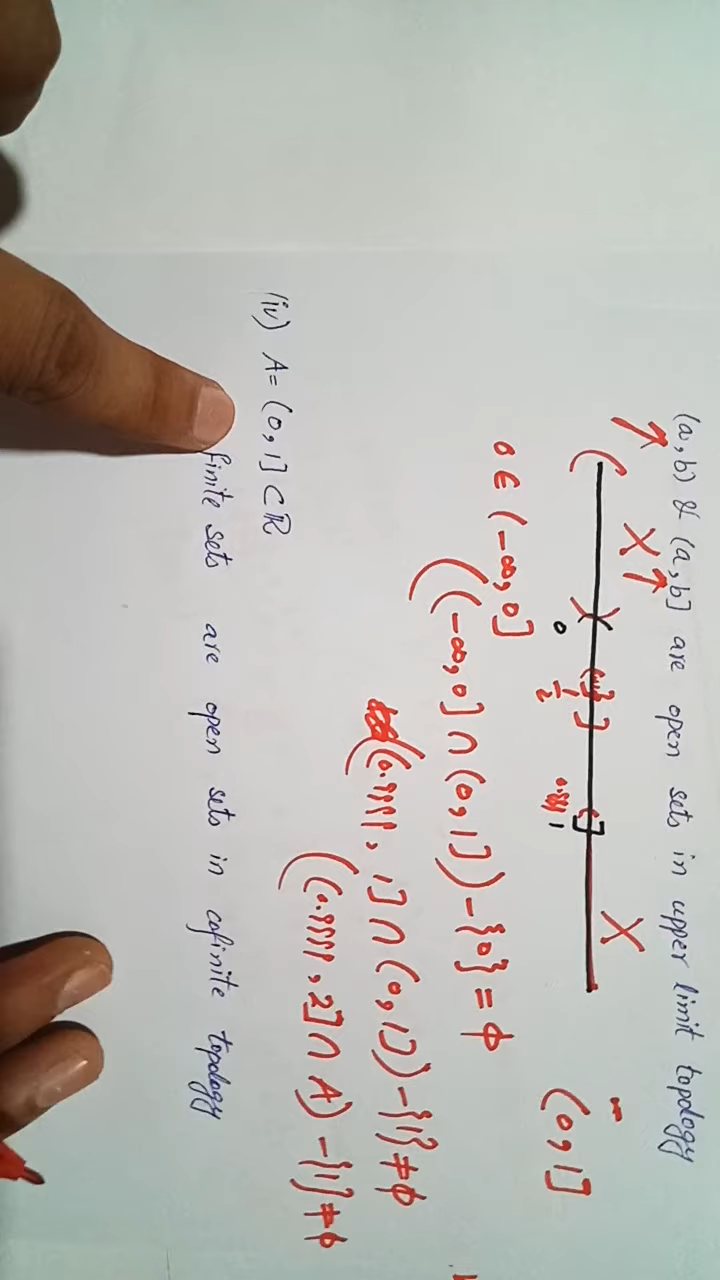 (a,b) & (a,b] are open sets in upper limit topology
( X X ] X
0 1/2 0.999 1
(0,1]
0 ∈ (-∞,0]
((-∞,0] ∩ (0,1]) - {0} = ϕ
(0.9999, 1] ∩ (0,1]) - {1} ≠ ϕ
((0.9999, 2] ∩ A) - {1} ≠ ϕ
(iv) A = (0,1] ⊂ ℝ
finite sets are open sets in cofinite topology